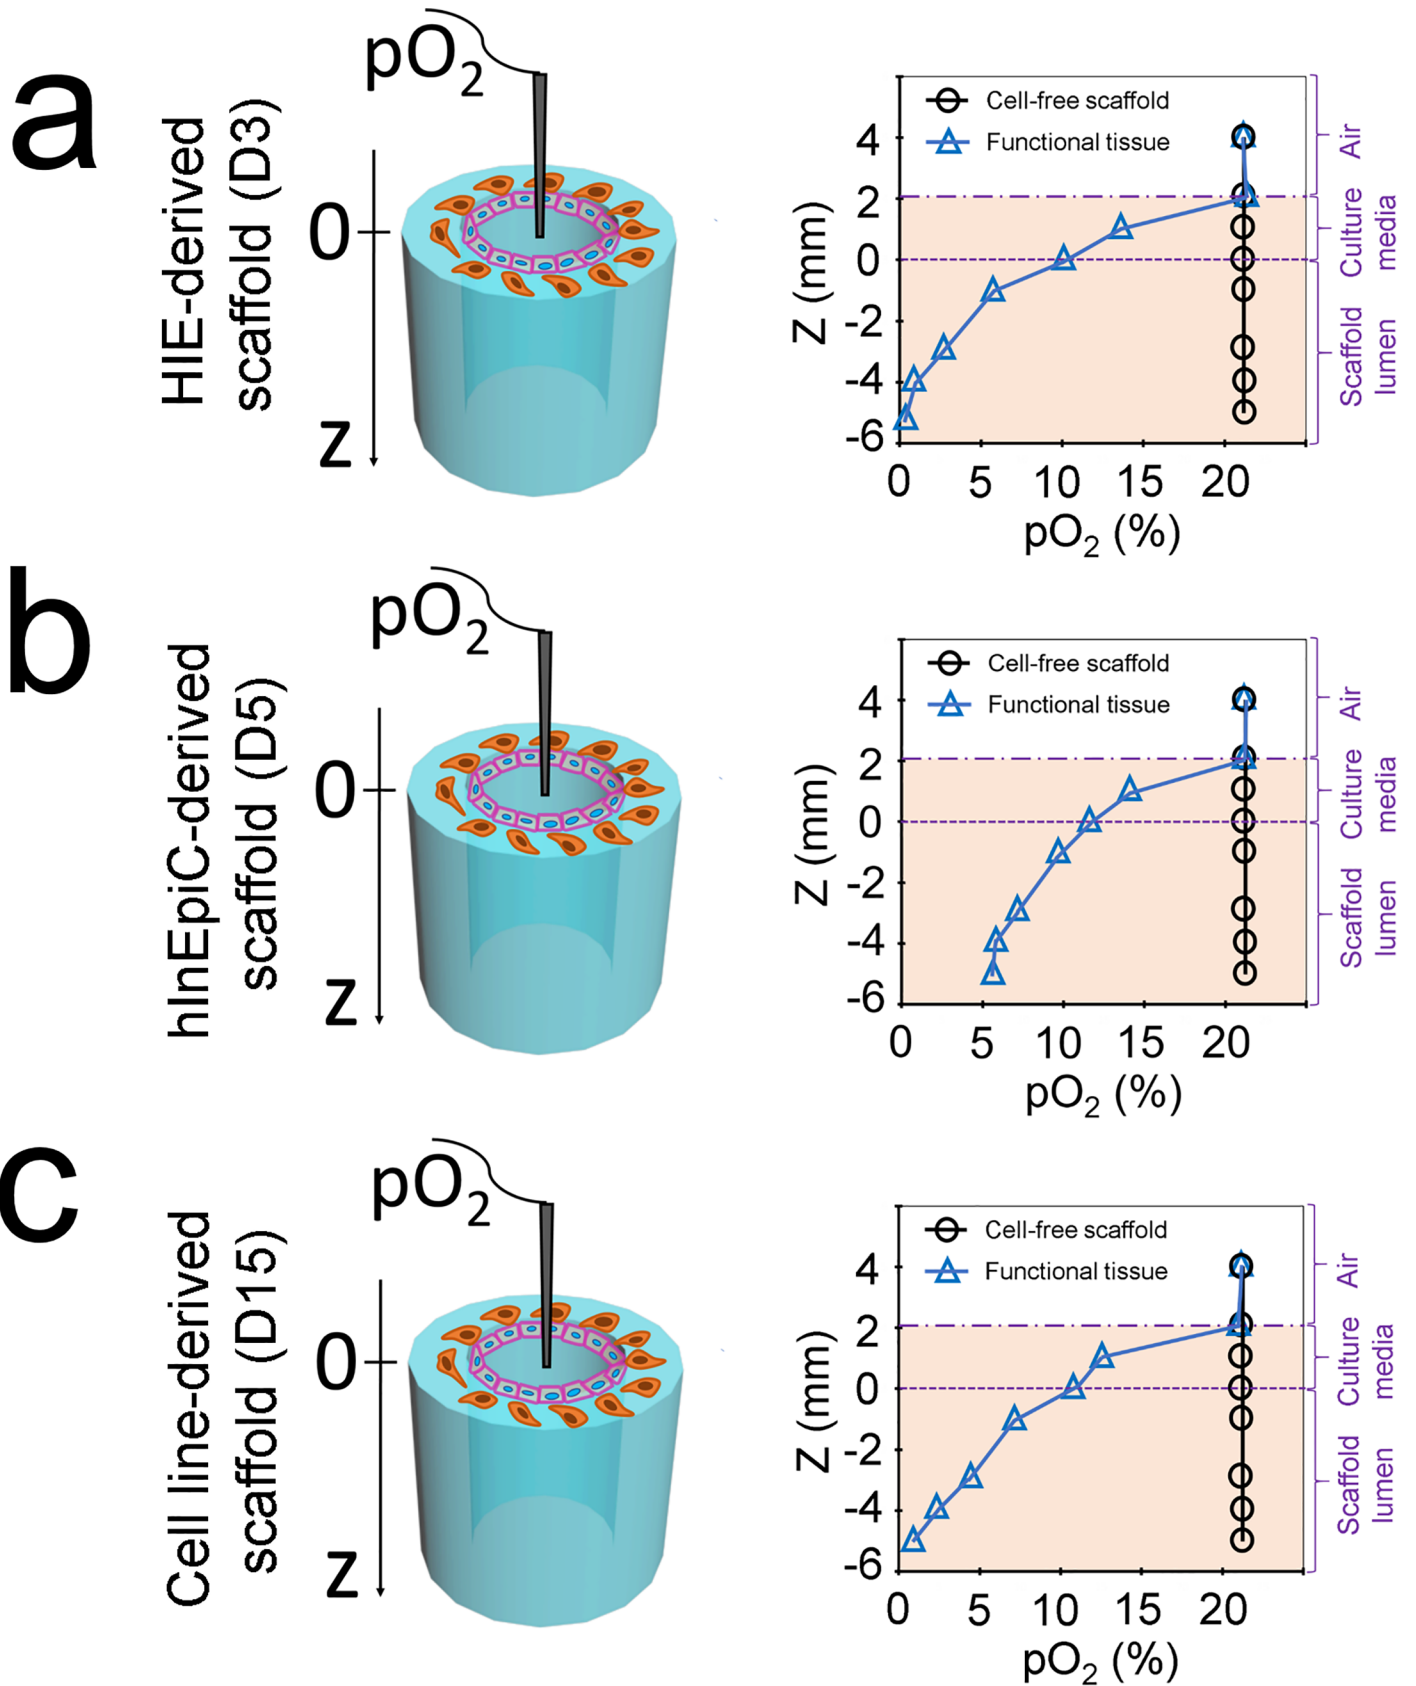 a
HIE-derived
scaffold (D3)
pO2
0
z
Cell-free scaffold
Functional tissue
4
2
0
-2
-4
-6
Z (mm)
0 5 10 15 20
pO2 (%)
Air
Culture
media
Scaffold
lumen
b
hInEpiC-derived
scaffold (D5)
pO2
0
z
Cell-free scaffold
Functional tissue
4
2
0
-2
-4
-6
Z (mm)
0 5 10 15 20
pO2 (%)
Air
Culture
media
Scaffold
lumen
c
Cell line-derived
scaffold (D15)
pO2
0
z
Cell-free scaffold
Functional tissue
4
2
0
-2
-4
-6
Z (mm)
0 5 10 15 20
pO2 (%)
Air
Culture
media
Scaffold
lumen